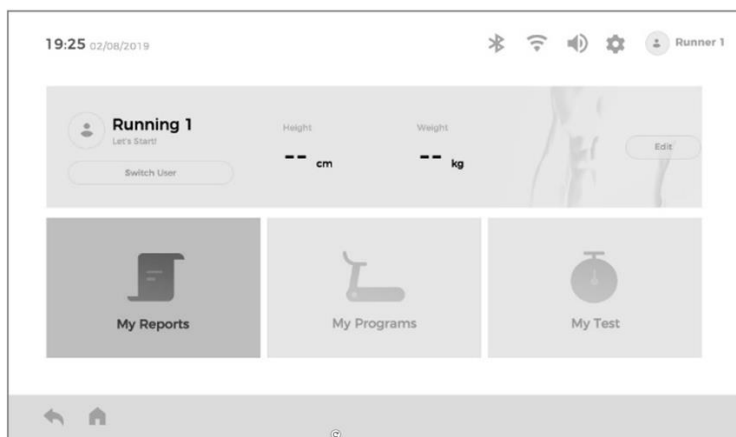 19:25 02/08/2019
Runner 1
Running 1
Let's Start!
Switch User
Height
-- cm
Weight
-- kg
Edit
My Reports
My Programs
My Test